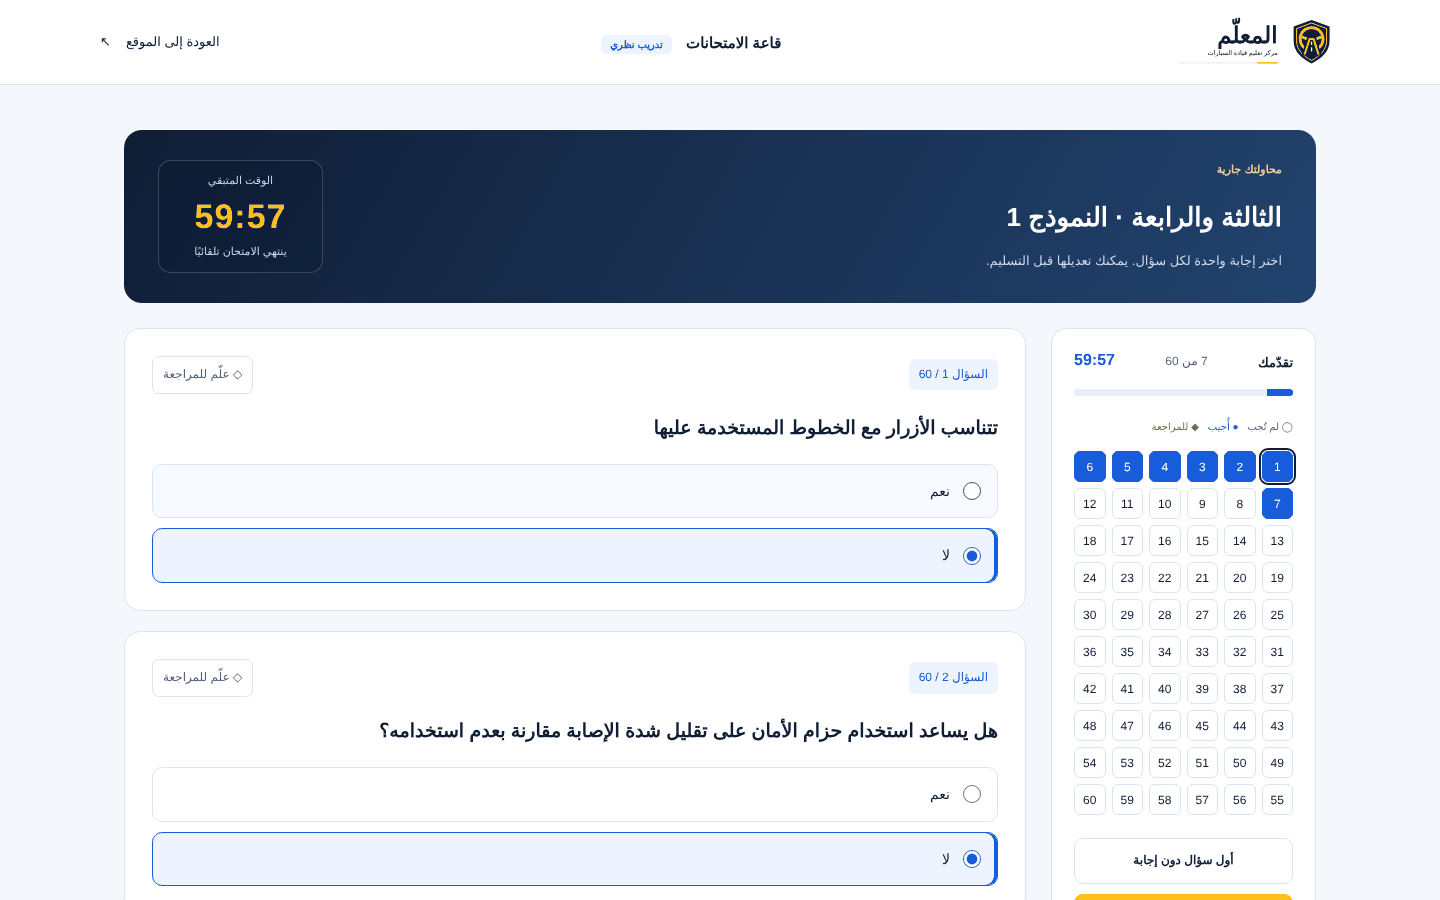 المعلّم
مركز تعليم قيادة السيارات
قاعة الامتحانات
تدريب نظري
العودة إلى الموقع ↖
محاولتك جارية
الثالثة والرابعة · النموذج 1
اختر إجابة واحدة لكل سؤال. يمكنك تعديلها قبل التسليم.
الوقت المتبقي
59:57
ينتهي الامتحان تلقائيًا
تقدّمك
7 من 60
59:57
○ لم تُجب ● أُجيب ◆ للمراجعة
1 2 3 4 5 6
7 8 9 10 11 12
13 14 15 16 17 18
19 20 21 22 23 24
25 26 27 28 29 30
31 32 33 34 35 36
37 38 39 40 41 42
43 44 45 46 47 48
49 50 51 52 53 54
55 56 57 58 59 60
أول سؤال دون إجابة
السؤال 1 / 60
◇ علّم للمراجعة
تتناسب الأزرار مع الخطوط المستخدمة عليها
نعم
لا
السؤال 2 / 60
◇ علّم للمراجعة
هل يساعد استخدام حزام الأمان على تقليل شدة الإصابة مقارنة بعدم استخدامه؟
نعم
لا